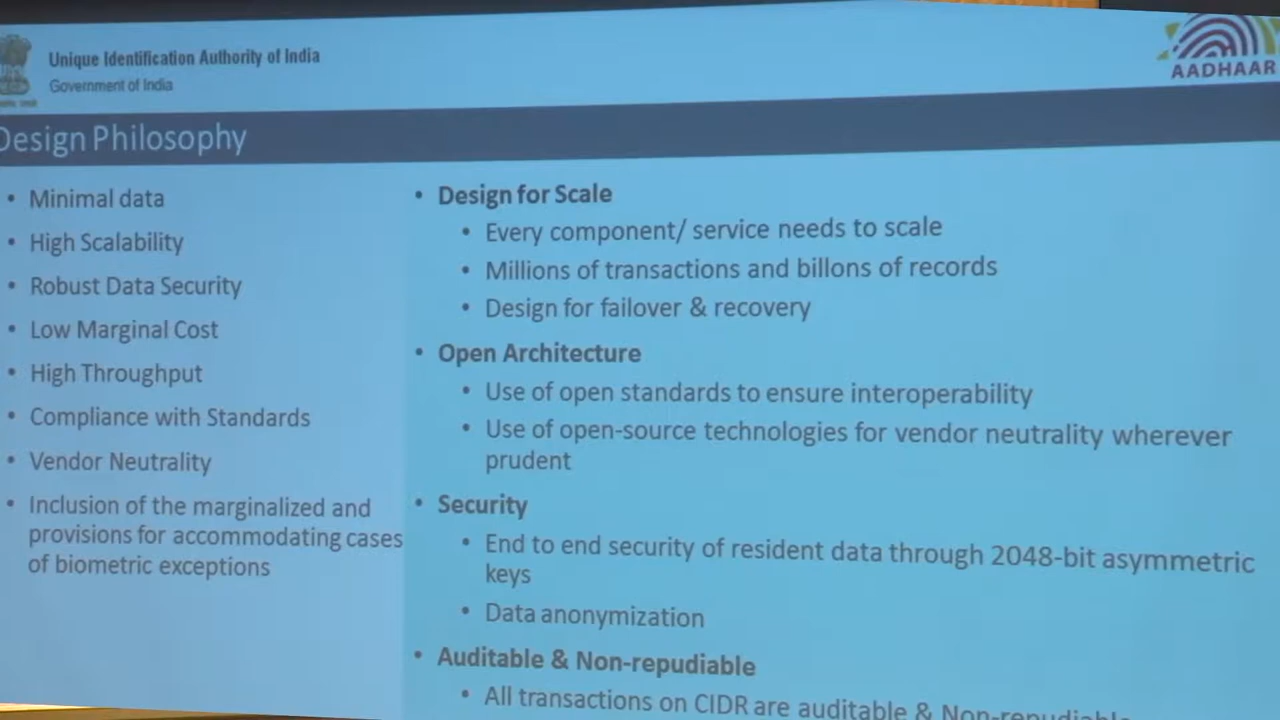 Unique Identification Authority of India
Government of India
AADHAAR
Design Philosophy
• Minimal data
• High Scalability
• Robust Data Security
• Low Marginal Cost
• High Throughput
• Compliance with Standards
• Vendor Neutrality
• Inclusion of the marginalized and
provisions for accommodating cases
of biometric exceptions
• Design for Scale
• Every component/ service needs to scale
• Millions of transactions and billons of records
• Design for failover & recovery
• Open Architecture
• Use of open standards to ensure interoperability
• Use of open-source technologies for vendor neutrality wherever
prudent
• Security
• End to end security of resident data through 2048-bit asymmetric
keys
• Data anonymization
• Auditable & Non-repudiable
• All transactions on CIDR are auditable & Non-repudiable